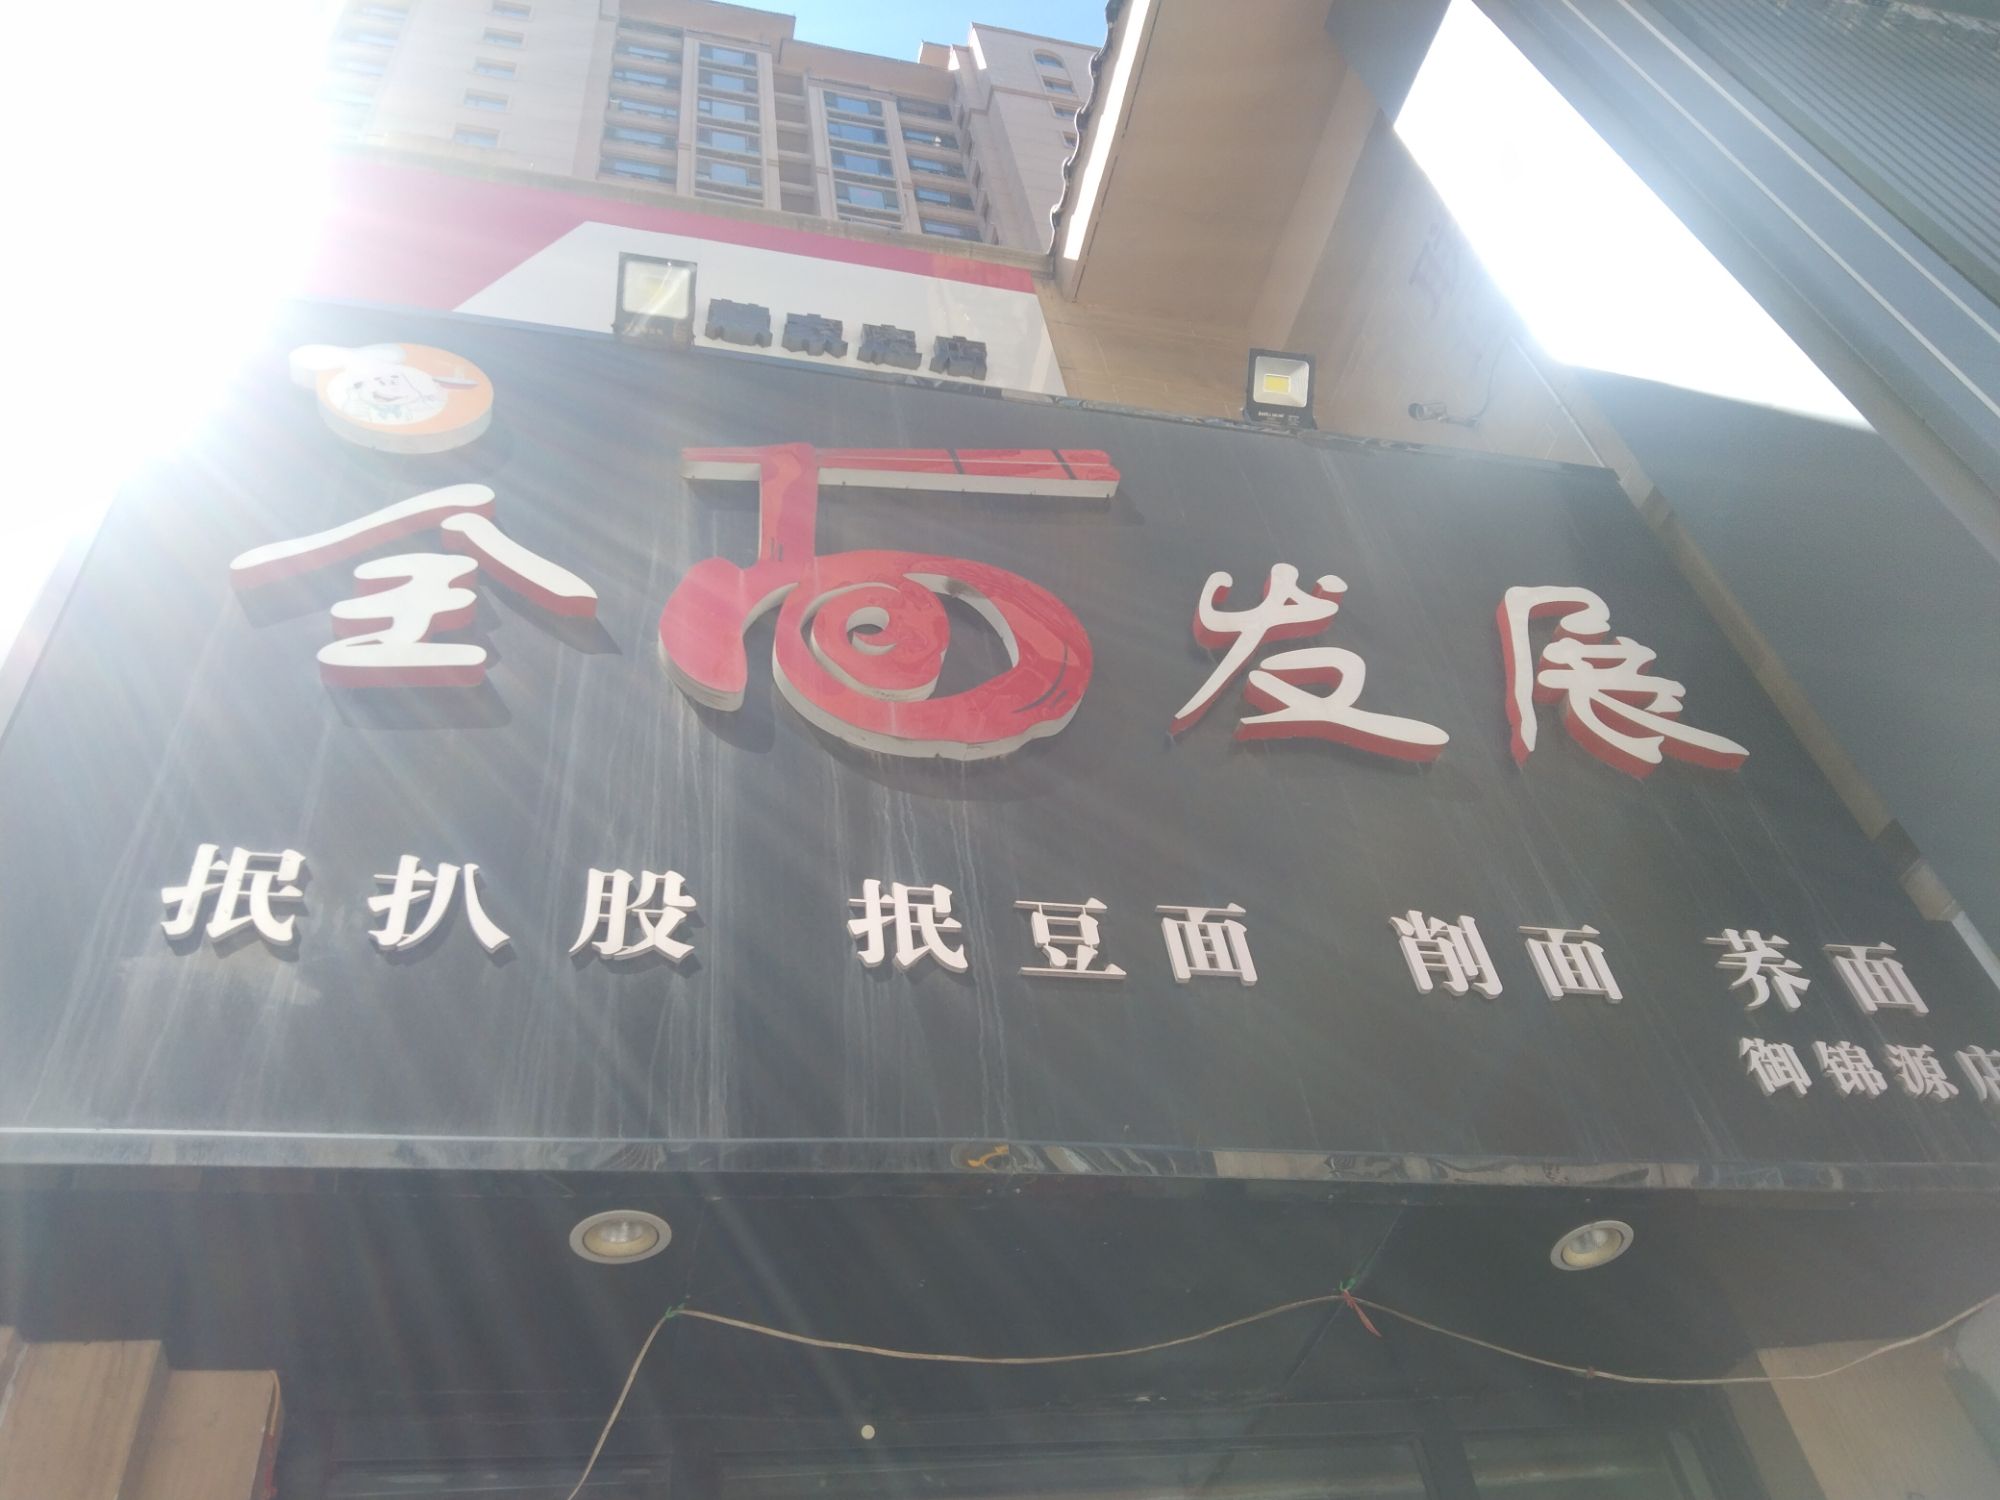 全面发展
抿扒股 抿豆面 削面 荞面
御锦源店